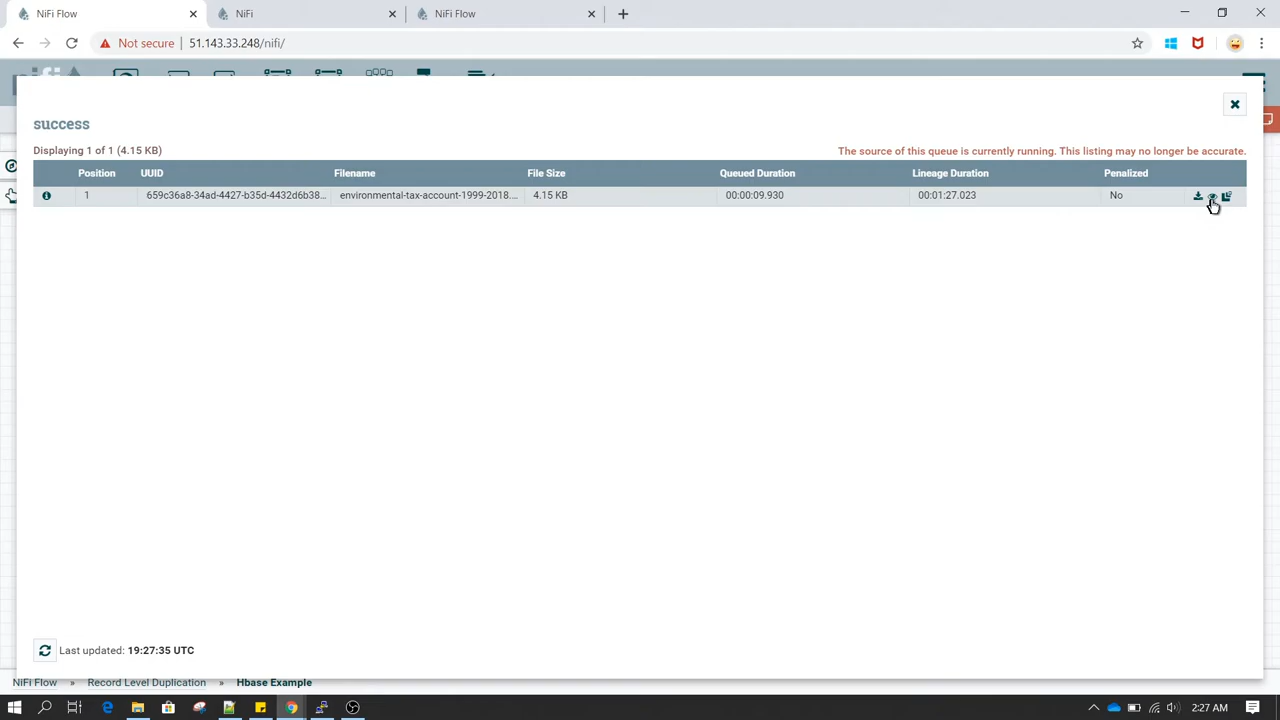 NiFi Flow
NiFi
NiFi Flow
Not secure
51.143.33.248/nifi/
success
Displaying 1 of 1 (4.15 KB)
The source of this queue is currently running. This listing may no longer be accurate.
Position UUID Filename File Size Queued Duration Lineage Duration Penalized
1 659c36a8-34ad-4427-b35d-4432d6b38... environmental-tax-account-1999-2018.... 4.15 KB 00:00:09.930 00:01:27.023 No
Last updated: 19:27:35 UTC
NiFi Flow » Record Level Duplication » Hbase Example
2:27 AM